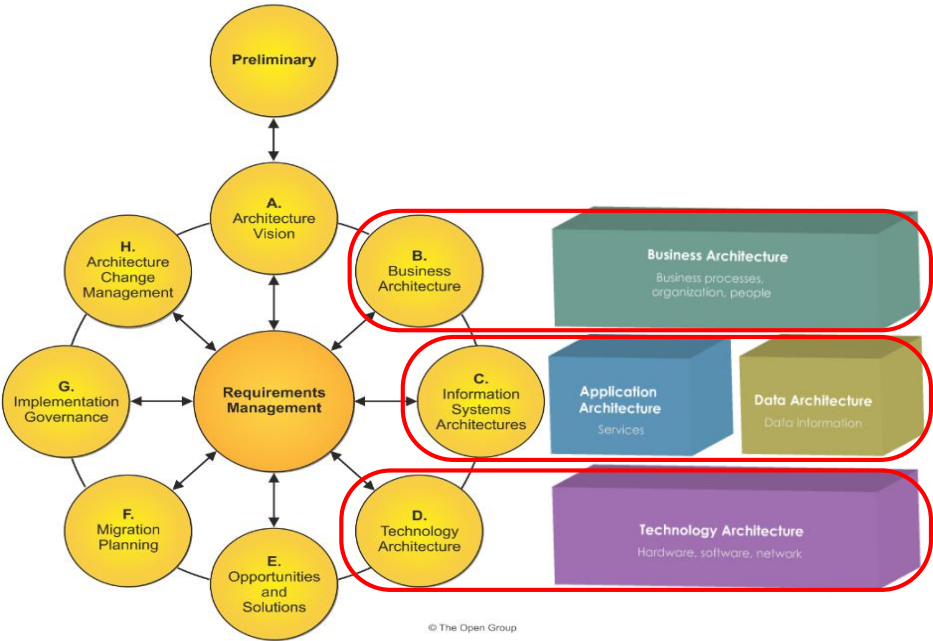 Preliminary
A.
Architecture
Vision
B.
Business
Architecture
C.
Information
Systems
Architectures
D.
Technology
Architecture
E.
Opportunities
and
Solutions
F.
Migration
Planning
G.
Implementation
Governance
H.
Architecture
Change
Management
Requirements
Management
Business Architecture
Business processes,
organization, people
Application
Architecture
Services
Data Architecture
Data Information
Technology Architecture
Hardware, software, network
© The Open Group